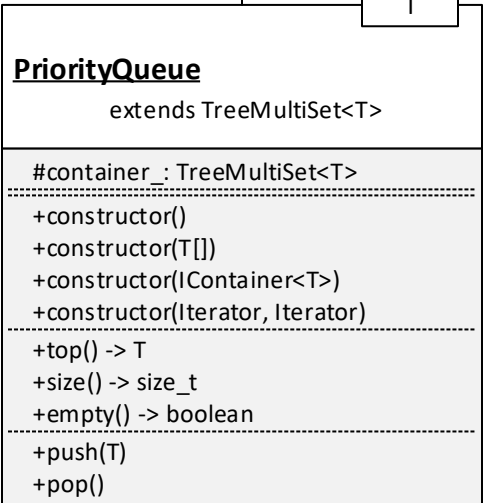 T
PriorityQueue
extends TreeMultiSet<T>
#container_: TreeMultiSet<T>
+constructor()
+constructor(T[])
+constructor(IContainer<T>)
+constructor(Iterator, Iterator)
+top() -> T
+size() -> size_t
+empty() -> boolean
+push(T)
+pop()